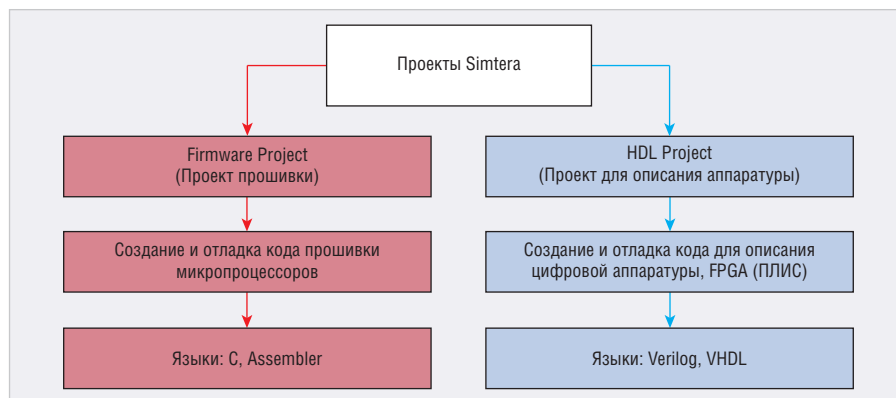 Проекты Simtera
Firmware Project
(Проект прошивки)
HDL Project
(Проект для описания аппаратуры)
Создание и отладка кода прошивки
микропроцессоров
Создание и отладка кода для описания
цифровой аппаратуры, FPGA (ПЛИС)
Языки: C, Assembler
Языки: Verilog, VHDL